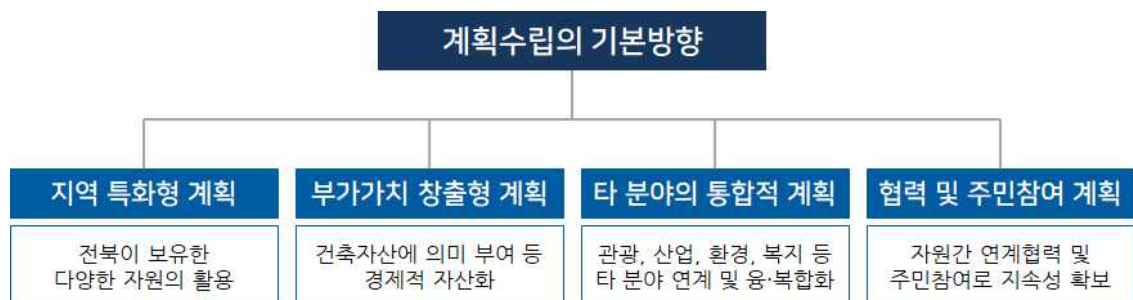 계획수립의 기본방향
지역 특화형 계획
전북이 보유한
다양한 자원의 활용
부가가치 창출형 계획
건축자산에 의미 부여 등
경제적 자산화
타 분야의 통합적 계획
관광, 산업, 환경, 복지 등
타 분야 연계 및 융·복합화
협력 및 주민참여 계획
자원간 연계협력 및
주민참여로 지속성 확보